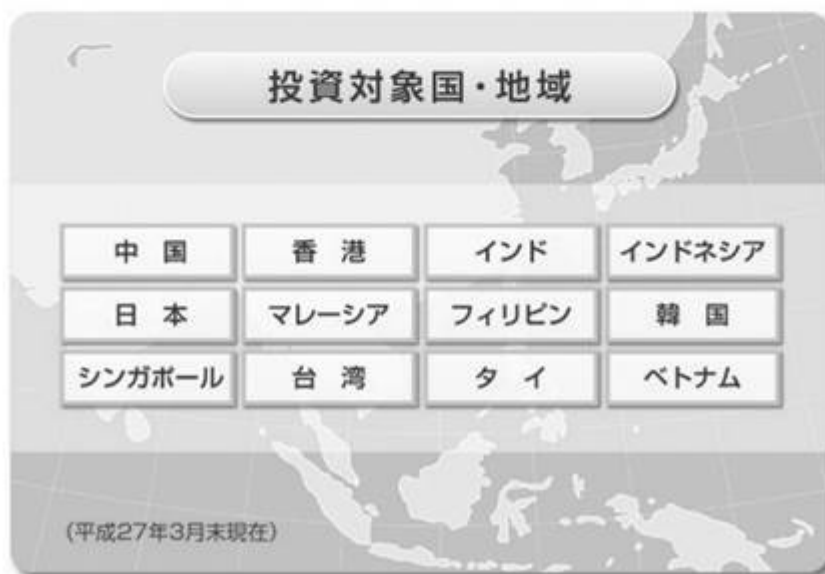 投資対象国・地域
中 国 香 港 インド インドネシア
日 本 マレーシア フィリピン 韓 国
シンガポール 台 湾 タ イ ベトナム
(平成27年3月末現在)